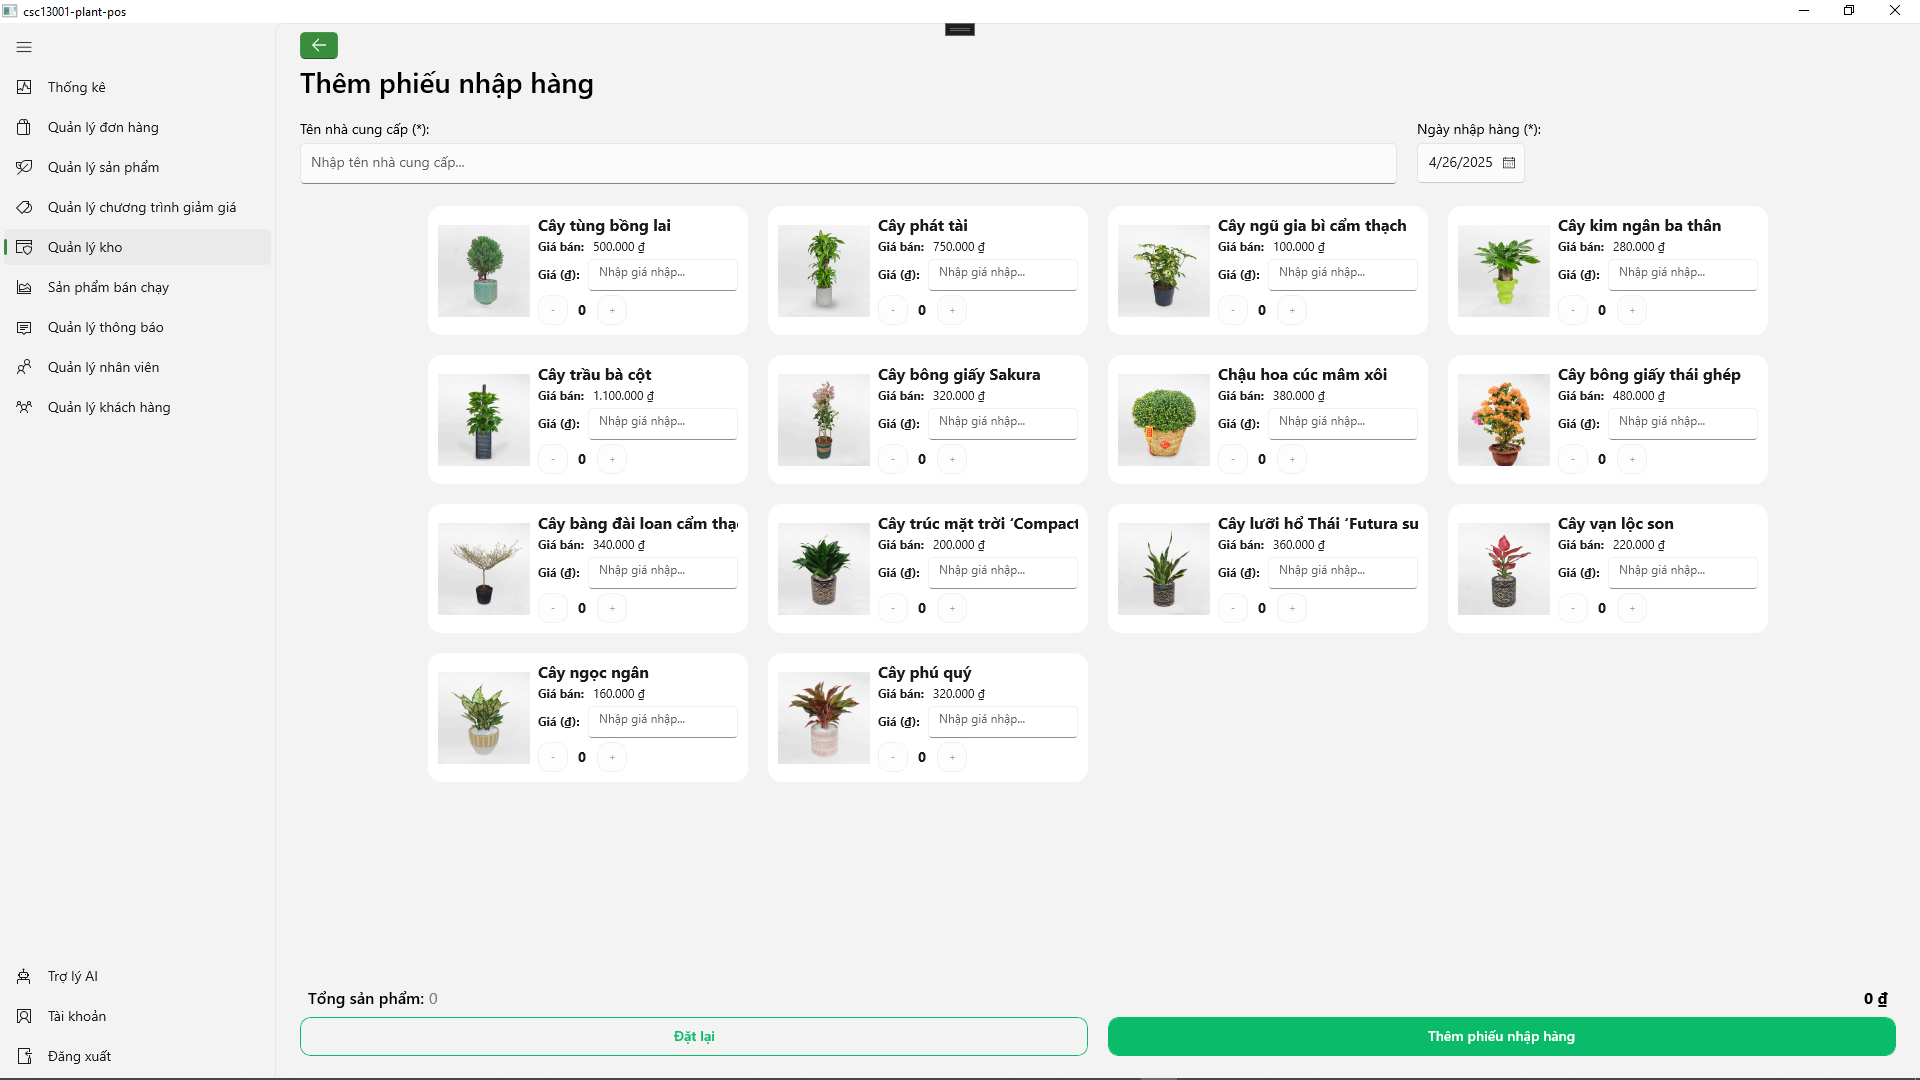 csc13001-plant-pos
Thống kê
Quản lý đơn hàng
Quản lý sản phẩm
Quản lý chương trình giảm giá
Quản lý kho
Sản phẩm bán chạy
Quản lý thông báo
Quản lý nhân viên
Quản lý khách hàng
Trợ lý AI
Tài khoản
Đăng xuất
Thêm phiếu nhập hàng
Tên nhà cung cấp (*):
Nhập tên nhà cung cấp...
Ngày nhập hàng (*):
4/26/2025
Cây tùng bồng lai
Giá bán: 500.000 ₫
Giá (₫): Nhập giá nhập...
- 0 +
Cây phát tài
Giá bán: 750.000 ₫
Giá (₫): Nhập giá nhập...
- 0 +
Cây ngũ gia bì cẩm thạch
Giá bán: 100.000 ₫
Giá (₫): Nhập giá nhập...
- 0 +
Cây kim ngân ba thân
Giá bán: 280.000 ₫
Giá (₫): Nhập giá nhập...
- 0 +
Cây trầu bà cột
Giá bán: 1.100.000 ₫
Giá (₫): Nhập giá nhập...
- 0 +
Cây bông giấy Sakura
Giá bán: 320.000 ₫
Giá (₫): Nhập giá nhập...
- 0 +
Chậu hoa cúc mâm xôi
Giá bán: 380.000 ₫
Giá (₫): Nhập giá nhập...
- 0 +
Cây bông giấy thái ghép
Giá bán: 480.000 ₫
Giá (₫): Nhập giá nhập...
- 0 +
Cây bàng đài loan cẩm thạc
Giá bán: 340.000 ₫
Giá (₫): Nhập giá nhập...
- 0 +
Cây trúc mặt trời ‘Compact
Giá bán: 200.000 ₫
Giá (₫): Nhập giá nhập...
- 0 +
Cây lưỡi hổ Thái ‘Futura su
Giá bán: 360.000 ₫
Giá (₫): Nhập giá nhập...
- 0 +
Cây vạn lộc son
Giá bán: 220.000 ₫
Giá (₫): Nhập giá nhập...
- 0 +
Cây ngọc ngân
Giá bán: 160.000 ₫
Giá (₫): Nhập giá nhập...
- 0 +
Cây phú quý
Giá bán: 320.000 ₫
Giá (₫): Nhập giá nhập...
- 0 +
Tổng sản phẩm: 0
0 ₫
Đặt lại
Thêm phiếu nhập hàng